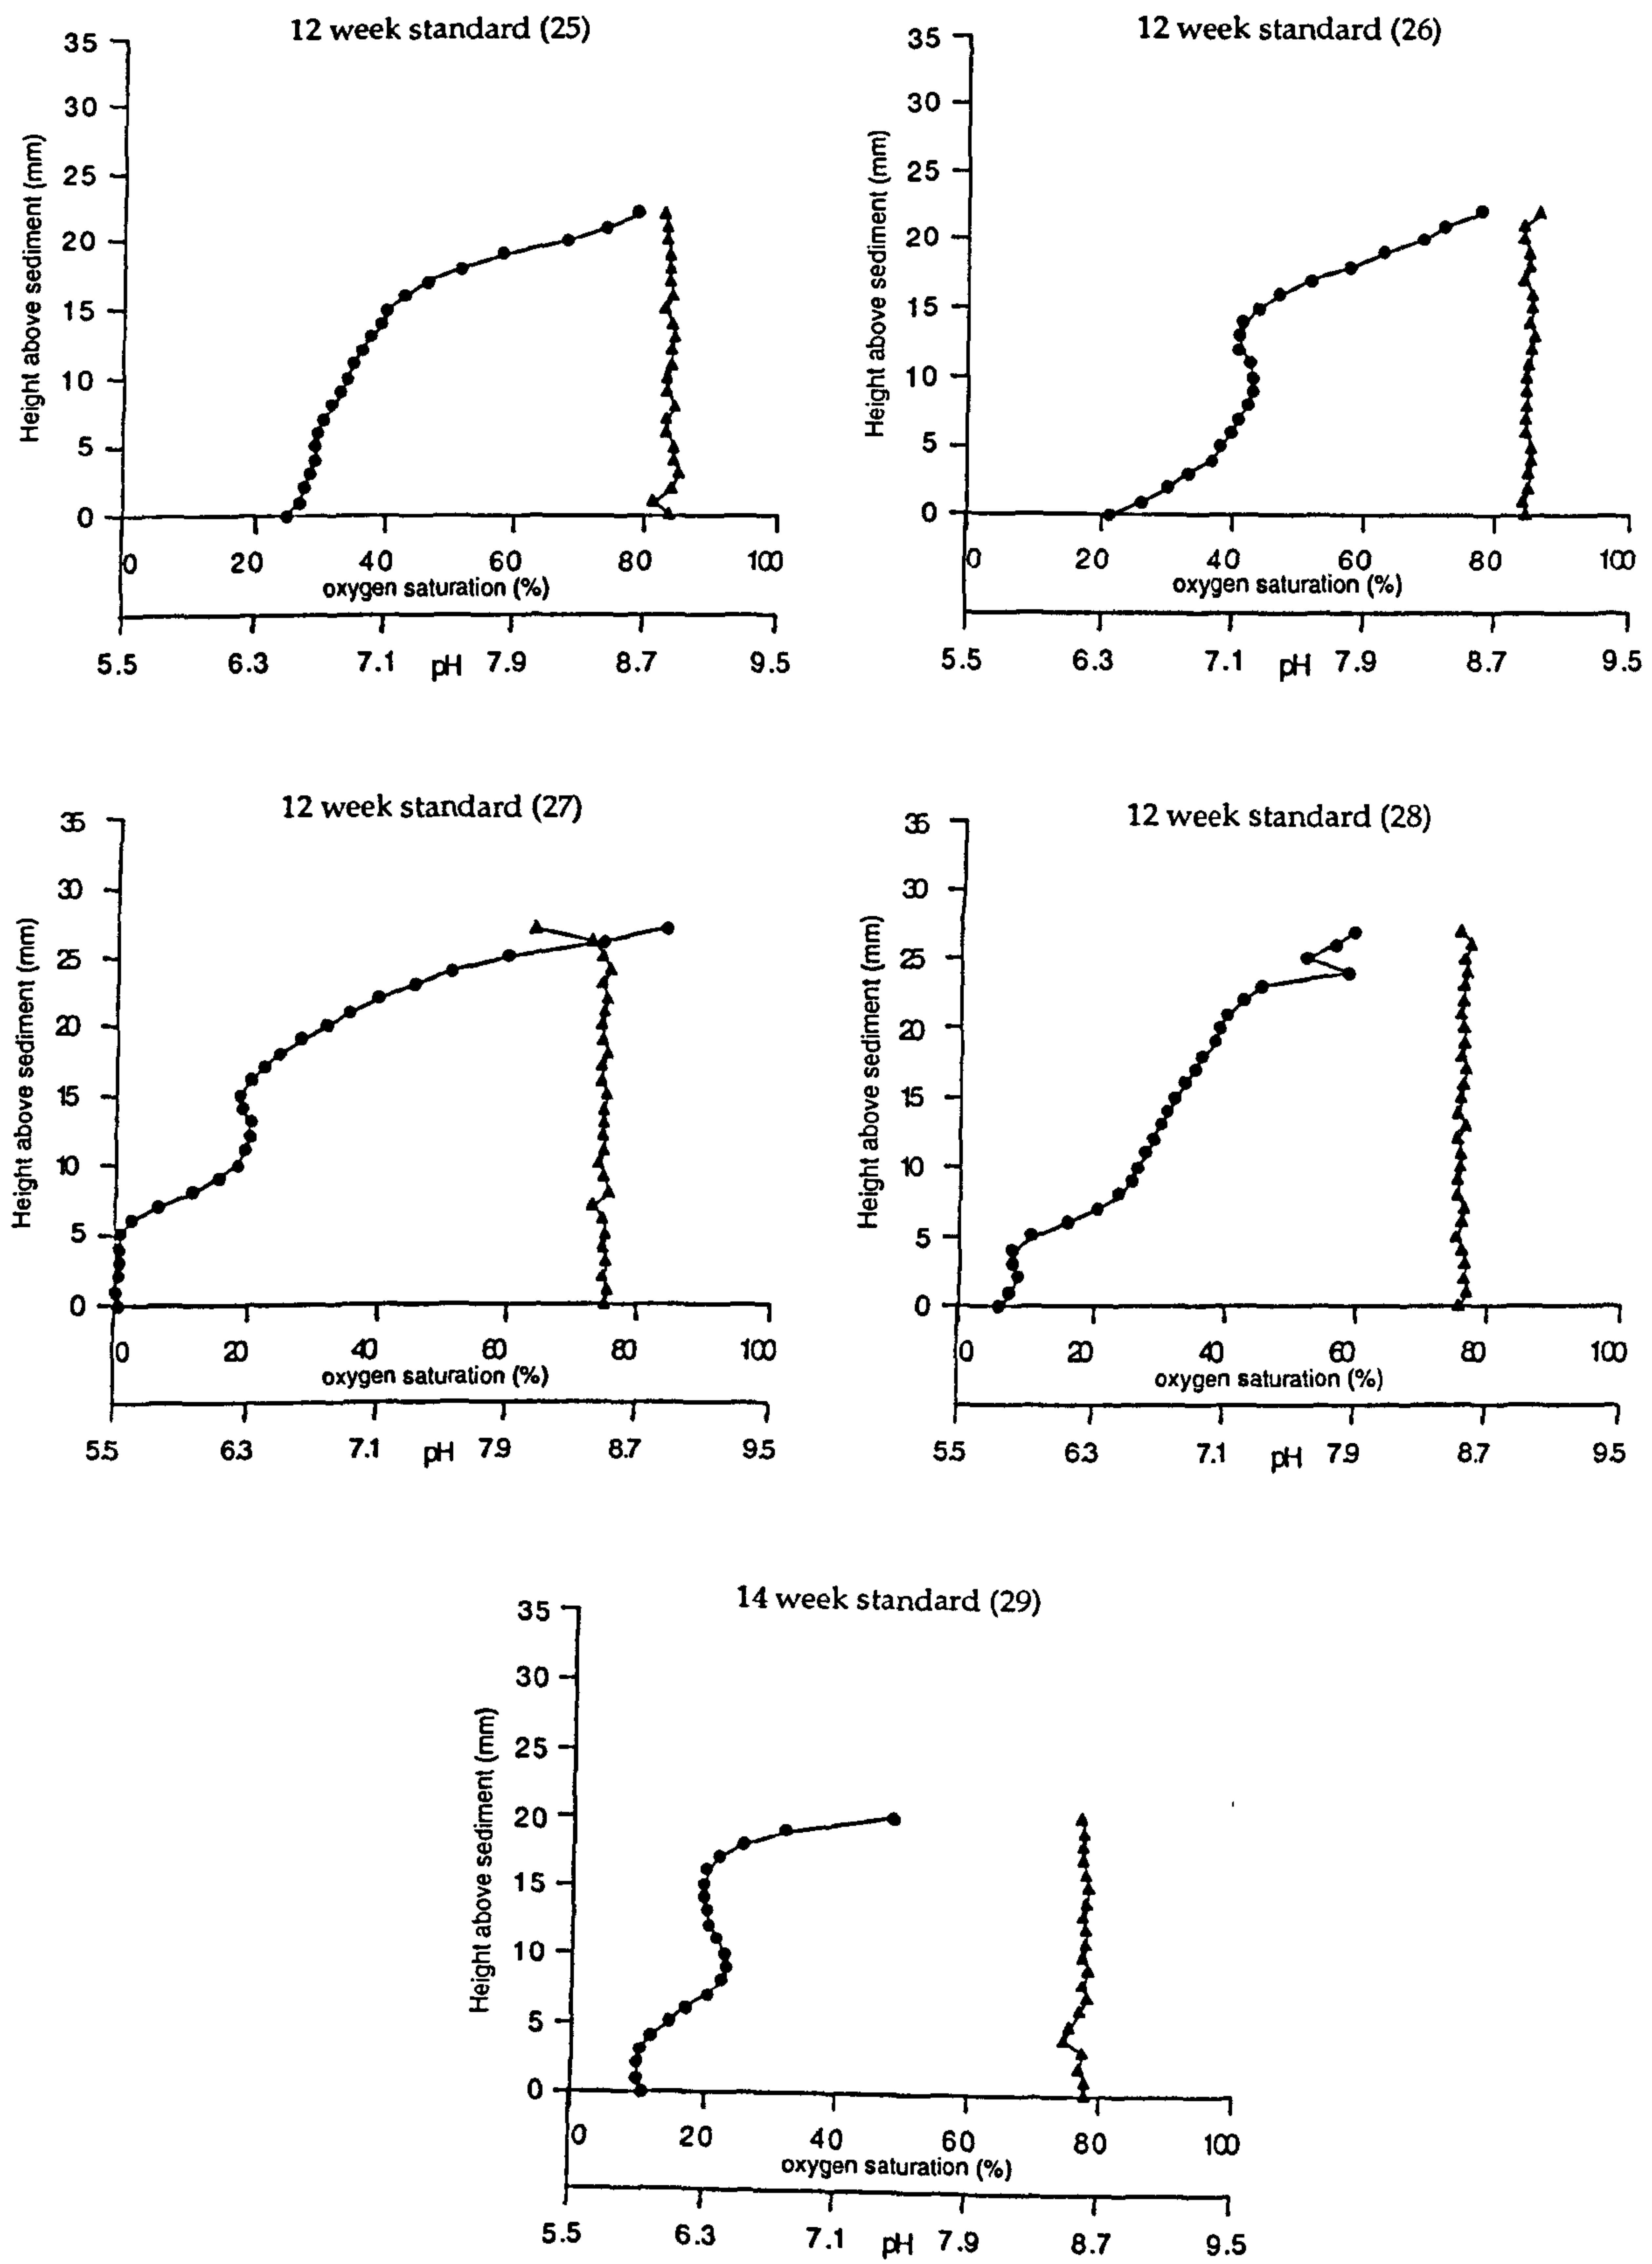 12 week standard (25)
35
30
25
20
15
10
5
0
Height above sediment (mm)
0 20 40 60 80 100
oxygen saturation (%)
5.5 6.3 7.1 pH 7.9 8.7 9.5
12 week standard (26)
35
30
25
20
15
10
5
0
Height above sediment (mm)
0 20 40 60 80 100
oxygen saturation (%)
5.5 6.3 7.1 pH 7.9 8.7 9.5
12 week standard (27)
35
30
25
20
15
10
5
0
Height above sediment (mm)
0 20 40 60 80 100
oxygen saturation (%)
5.5 6.3 7.1 pH 7.9 8.7 9.5
12 week standard (28)
35
30
25
20
15
10
5
0
Height above sediment (mm)
0 20 40 60 80 100
oxygen saturation (%)
5.5 6.3 7.1 pH 7.9 8.7 9.5
14 week standard (29)
35
30
25
20
15
10
5
0
Height above sediment (mm)
0 20 40 60 80 100
oxygen saturation (%)
5.5 6.3 7.1 pH 7.9 8.7 9.5